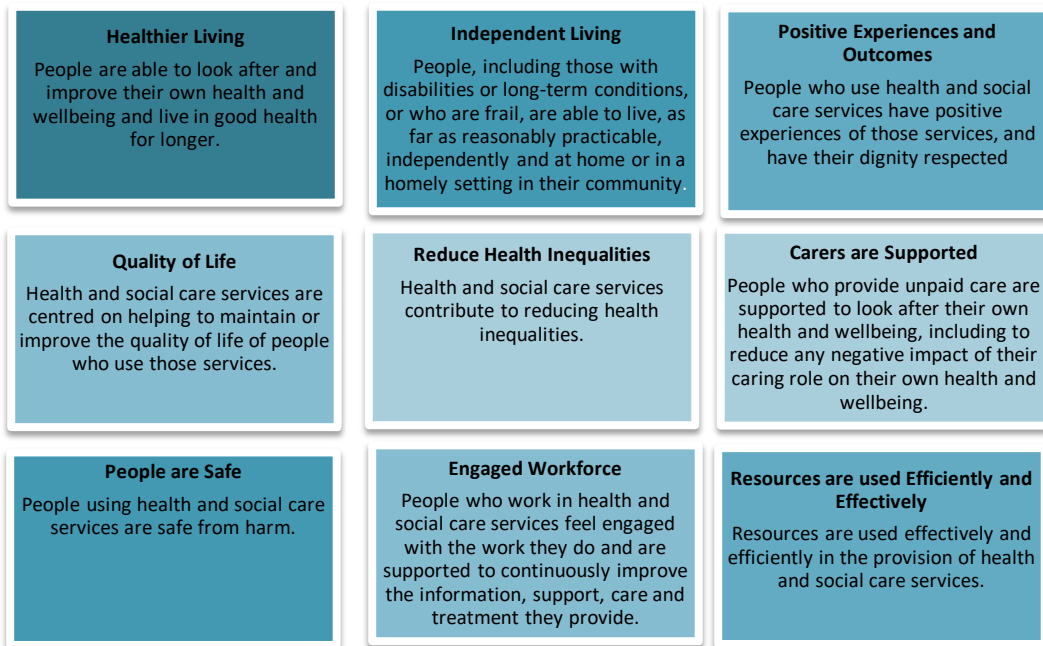 Healthier Living
People are able to look after and
improve their own health and
wellbeing and live in good health
for longer.
Independent Living
People, including those with
disabilities or long-term conditions,
or who are frail, are able to live, as
far as reasonably practicable,
independently and at home or in a
homely setting in their community.
Positive Experiences and
Outcomes
People who use health and social
care services have positive
experiences of those services, and
have their dignity respected
Quality of Life
Health and social care services are
centred on helping to maintain or
improve the quality of life of people
who use those services.
Reduce Health Inequalities
Health and social care services
contribute to reducing health
inequalities.
Carers are Supported
People who provide unpaid care are
supported to look after their own
health and wellbeing, including to
reduce any negative impact of their
caring role on their own health and
wellbeing.
People are Safe
People using health and social care
services are safe from harm.
Engaged Workforce
People who work in health and
social care services feel engaged
with the work they do and are
supported to continuously improve
the information, support, care and
treatment they provide.
Resources are used Efficiently and
Effectively
Resources are used effectively and
efficiently in the provision of health
and social care services.